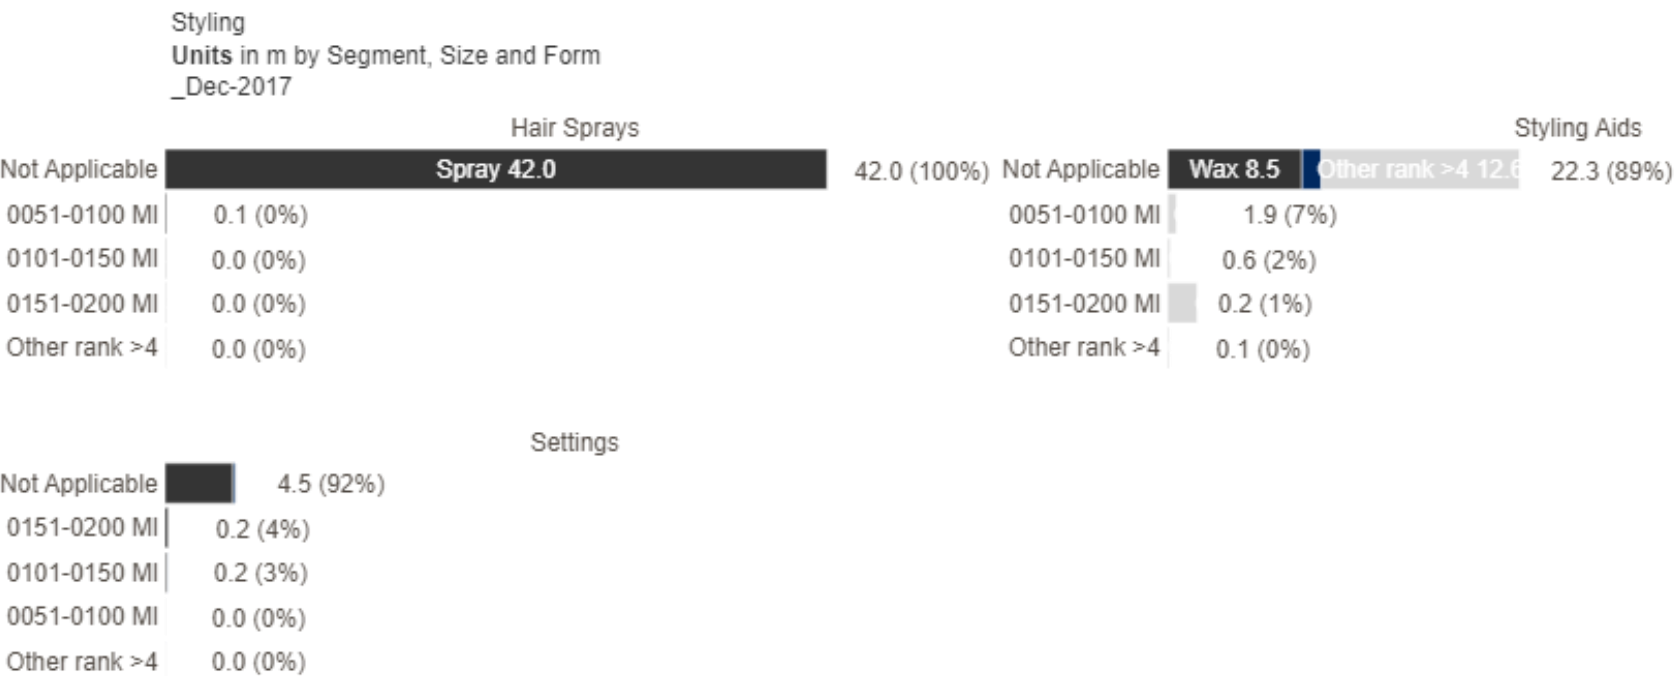 Styling
Units in m by Segment, Size and Form
_Dec-2017
Hair Sprays
Not Applicable Spray 42.0 42.0 (100%)
0051-0100 Ml 0.1 (0%)
0101-0150 Ml 0.0 (0%)
0151-0200 Ml 0.0 (0%)
Other rank >4 0.0 (0%)
Styling Aids
Not Applicable Wax 8.5 Other rank >4 12.6 22.3 (89%)
0051-0100 Ml 1.9 (7%)
0101-0150 Ml 0.6 (2%)
0151-0200 Ml 0.2 (1%)
Other rank >4 0.1 (0%)
Settings
Not Applicable 4.5 (92%)
0151-0200 Ml 0.2 (4%)
0101-0150 Ml 0.2 (3%)
0051-0100 Ml 0.0 (0%)
Other rank >4 0.0 (0%)